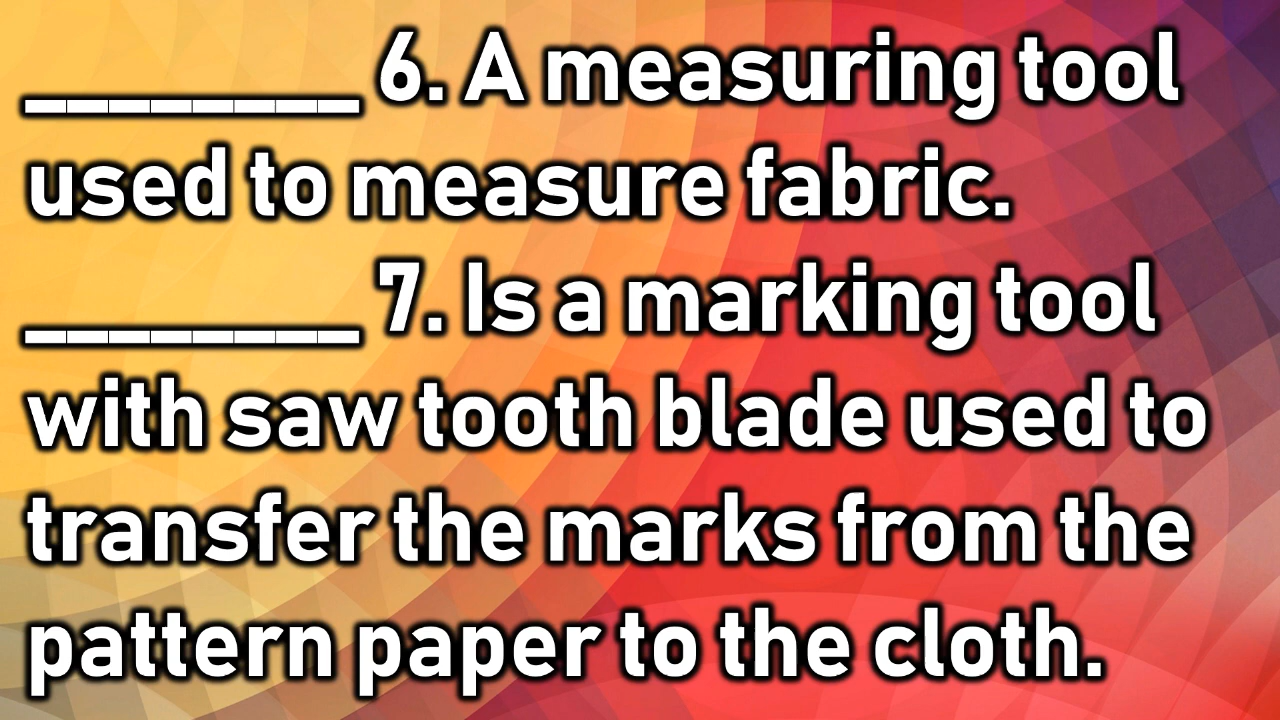 ________ 6. A measuring tool
used to measure fabric.
________ 7. Is a marking tool
with saw tooth blade used to
transfer the marks from the
pattern paper to the cloth.